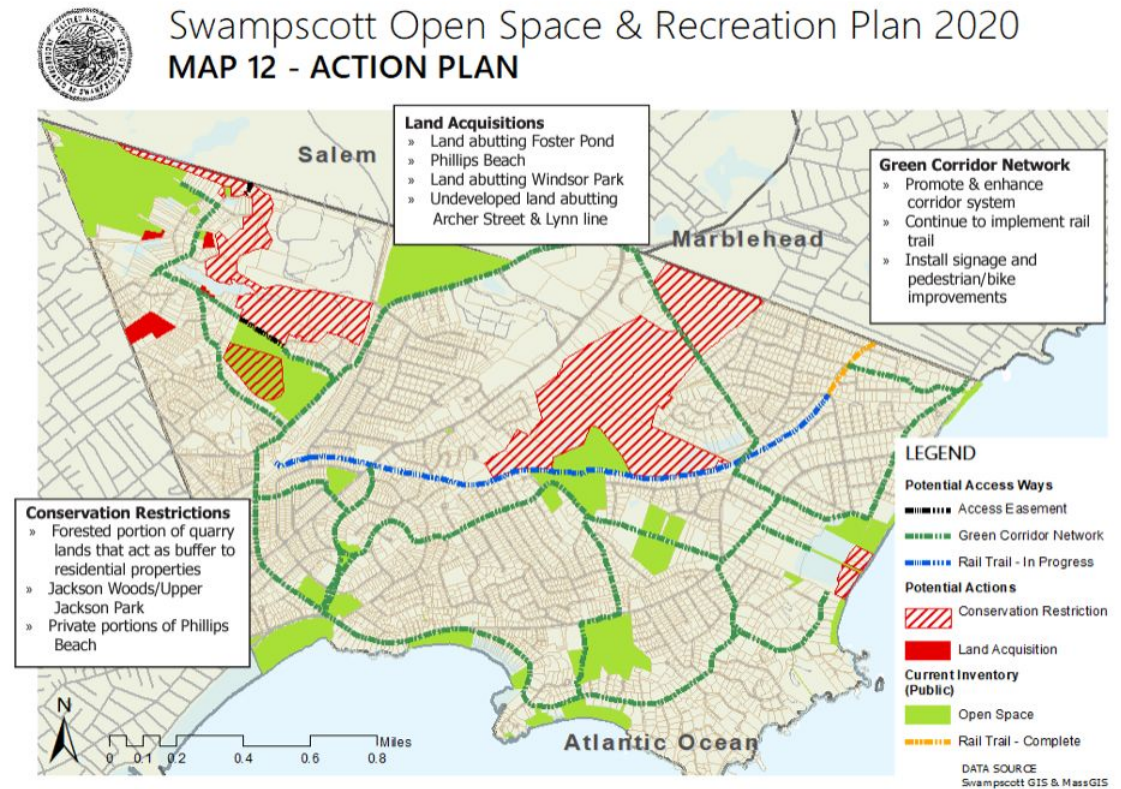 Swampscott Open Space & Recreation Plan 2020
MAP 12 - ACTION PLAN
Land Acquisitions
» Land abutting Foster Pond
» Phillips Beach
» Land abutting Windsor Park
» Undeveloped land abutting
Archer Street & Lynn line
Salem
Marblehead
Green Corridor Network
» Promote & enhance
corridor system
» Continue to implement rail
trail
» Install signage and
pedestrian/bike
improvements
Conservation Restrictions
» Forested portion of quarry
lands that act as buffer to
residential properties
» Jackson Woods/Upper
Jackson Park
» Private portions of Phillips
Beach
LEGEND
Potential Access Ways
Access Easement
Green Corridor Network
Rail Trail - In Progress
Potential Actions
Conservation Restriction
Land Acquisition
Current Inventory
(Public)
Open Space
Rail Trail - Complete
DATA SOURCE
Swampscott GIS & MassGIS
N
Miles
0 0.1 0.2 0.4 0.6 0.8
Atlantic Ocean